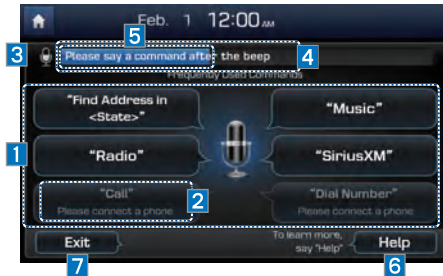 Feb. 1 12:00 AM
5
3
Please say a command after the beep
4
Frequently Used Commands
"Find Address in
<State>"
"Music"
1
"Radio"
"SiriusXM"
"Call"
Please connect a phone
2
"Dial Number"
Please connect a phone
Exit
To learn more,
say "Help"
Help
7
6